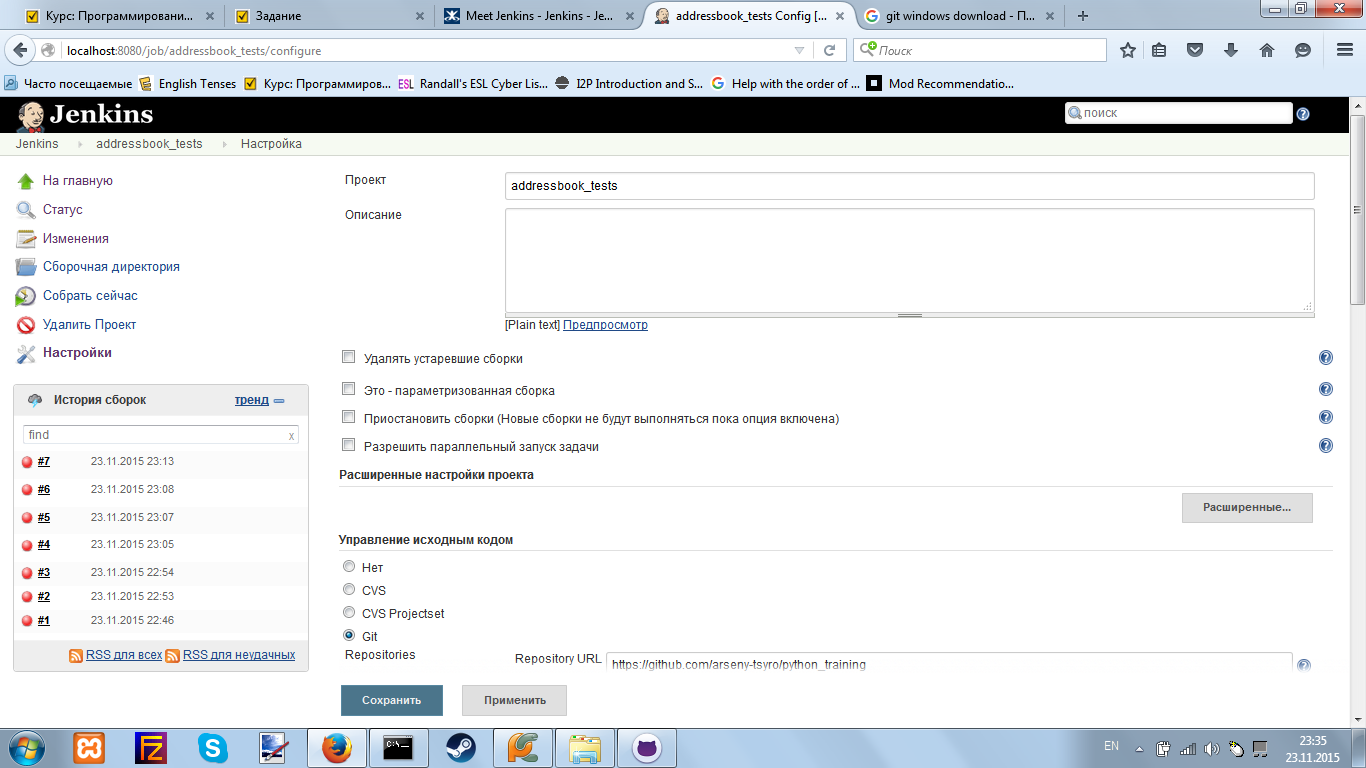 Курс: Программировани...
Задание
Meet Jenkins - Jenkins - Je...
addressbook_tests Config [...
git windows download - П...
localhost:8080/job/addressbook_tests/configure
Поиск
Часто посещаемые
English Tenses
Курс: Программировани...
ESL Randall's ESL Cyber Lis...
I2P Introduction and S...
Help with the order of ...
Mod Recommendatio...
Jenkins
поиск
Jenkins
addressbook_tests
Настройка
На главную
Статус
Изменения
Сборочная директория
Собрать сейчас
Удалить Проект
Настройки
История сборок
тренд
find
x
#7 23.11.2015 23:13
#6 23.11.2015 23:08
#5 23.11.2015 23:07
#4 23.11.2015 23:05
#3 23.11.2015 22:54
#2 23.11.2015 22:53
#1 23.11.2015 22:46
RSS для всех
RSS для неудачных
Проект
addressbook_tests
Описание
[Plain text] Предпросмотр
Удалять устаревшие сборки
Это - параметризованная сборка
Приостановить сборки (Новые сборки не будут выполняться пока опция включена)
Разрешить параллельный запуск задачи
Расширенные настройки проекта
Расширенные...
Управление исходным кодом
Нет
CVS
CVS Projectset
Git
Repositories
Repository URL
https://github.com/arseny-tsyro/python_training
Сохранить
Применить
C:\.
EN
23:35
23.11.2015